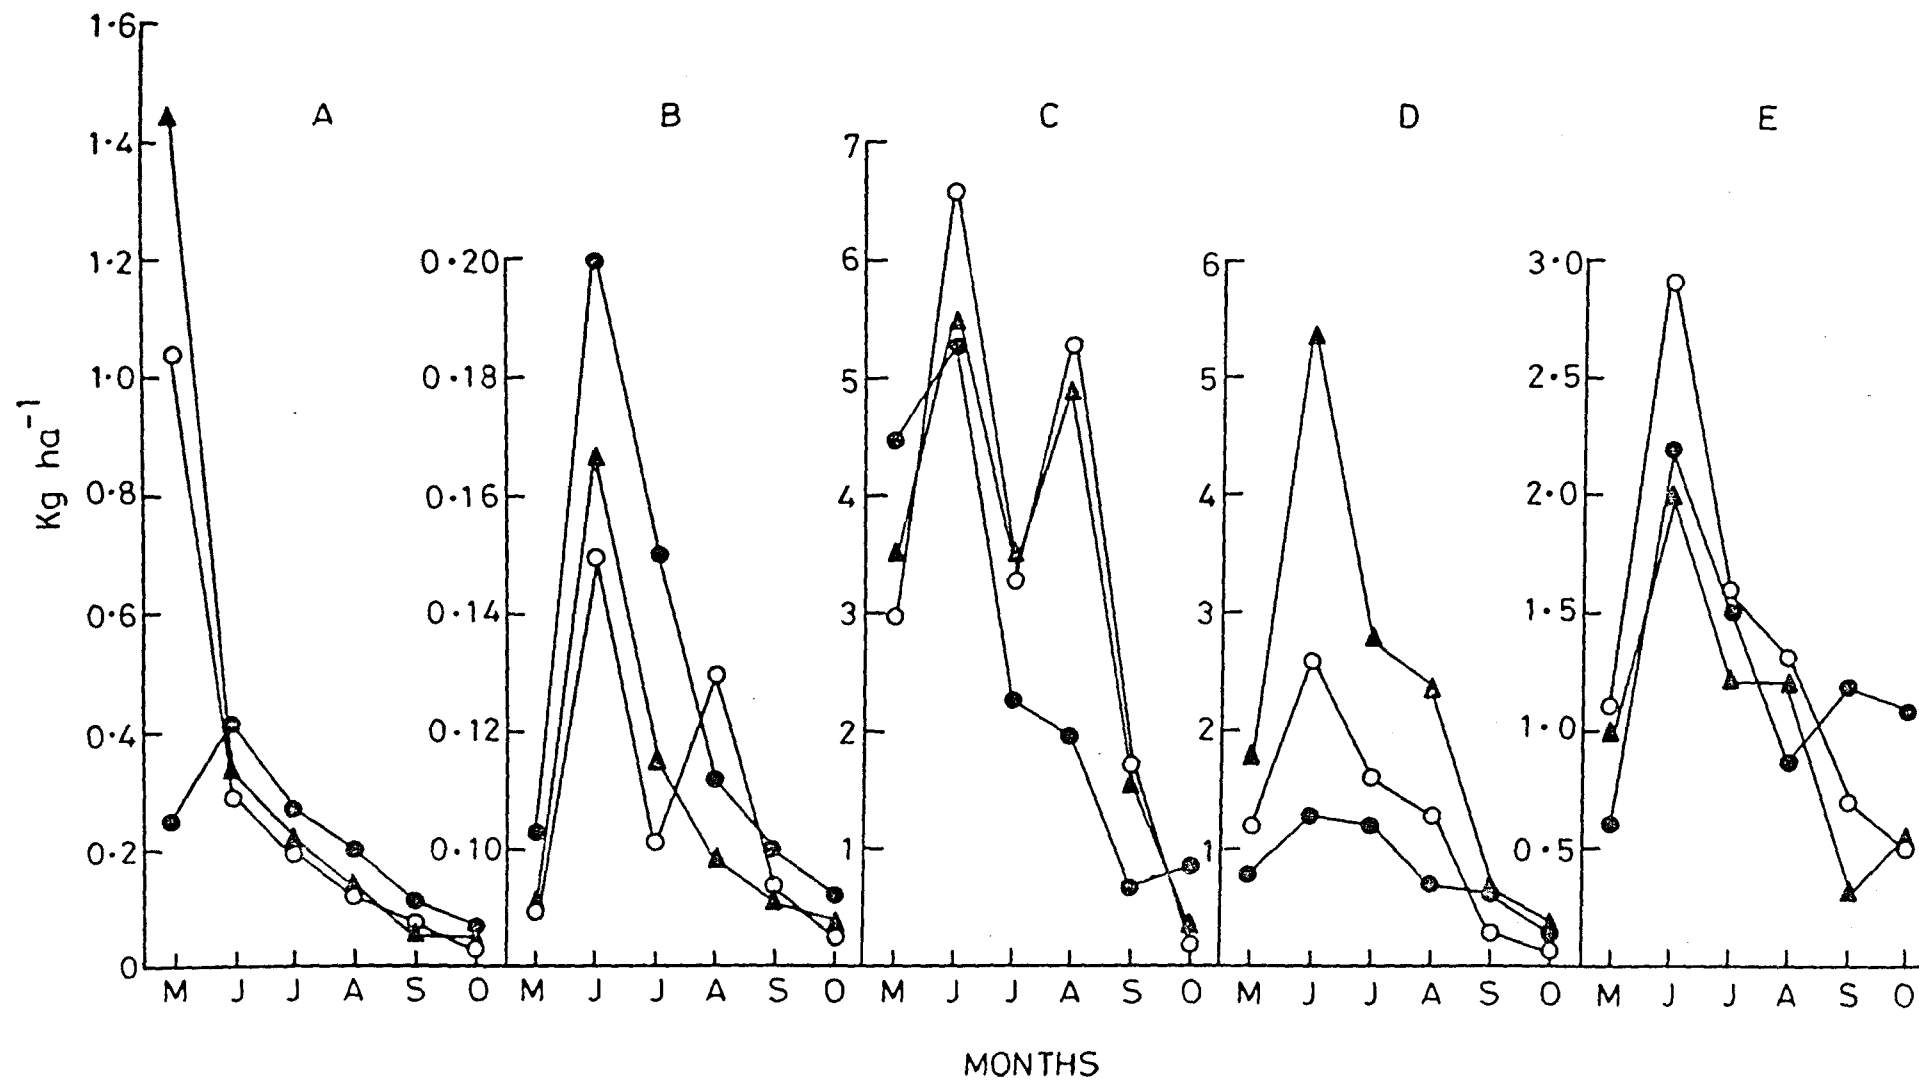 Kg ha⁻¹
A
1·6
1·4
1·2
1·0
0·8
0·6
0·4
0·2
0
M J J A S O
B
0·20
0·18
0·16
0·14
0·12
0·10
M J J A S O
C
7
6
5
4
3
2
1
M J J A S O
D
6
5
4
3
2
1
M J J A S O
E
3·0
2·5
2·0
1·5
1·0
0·5
M J J A S O
MONTHS